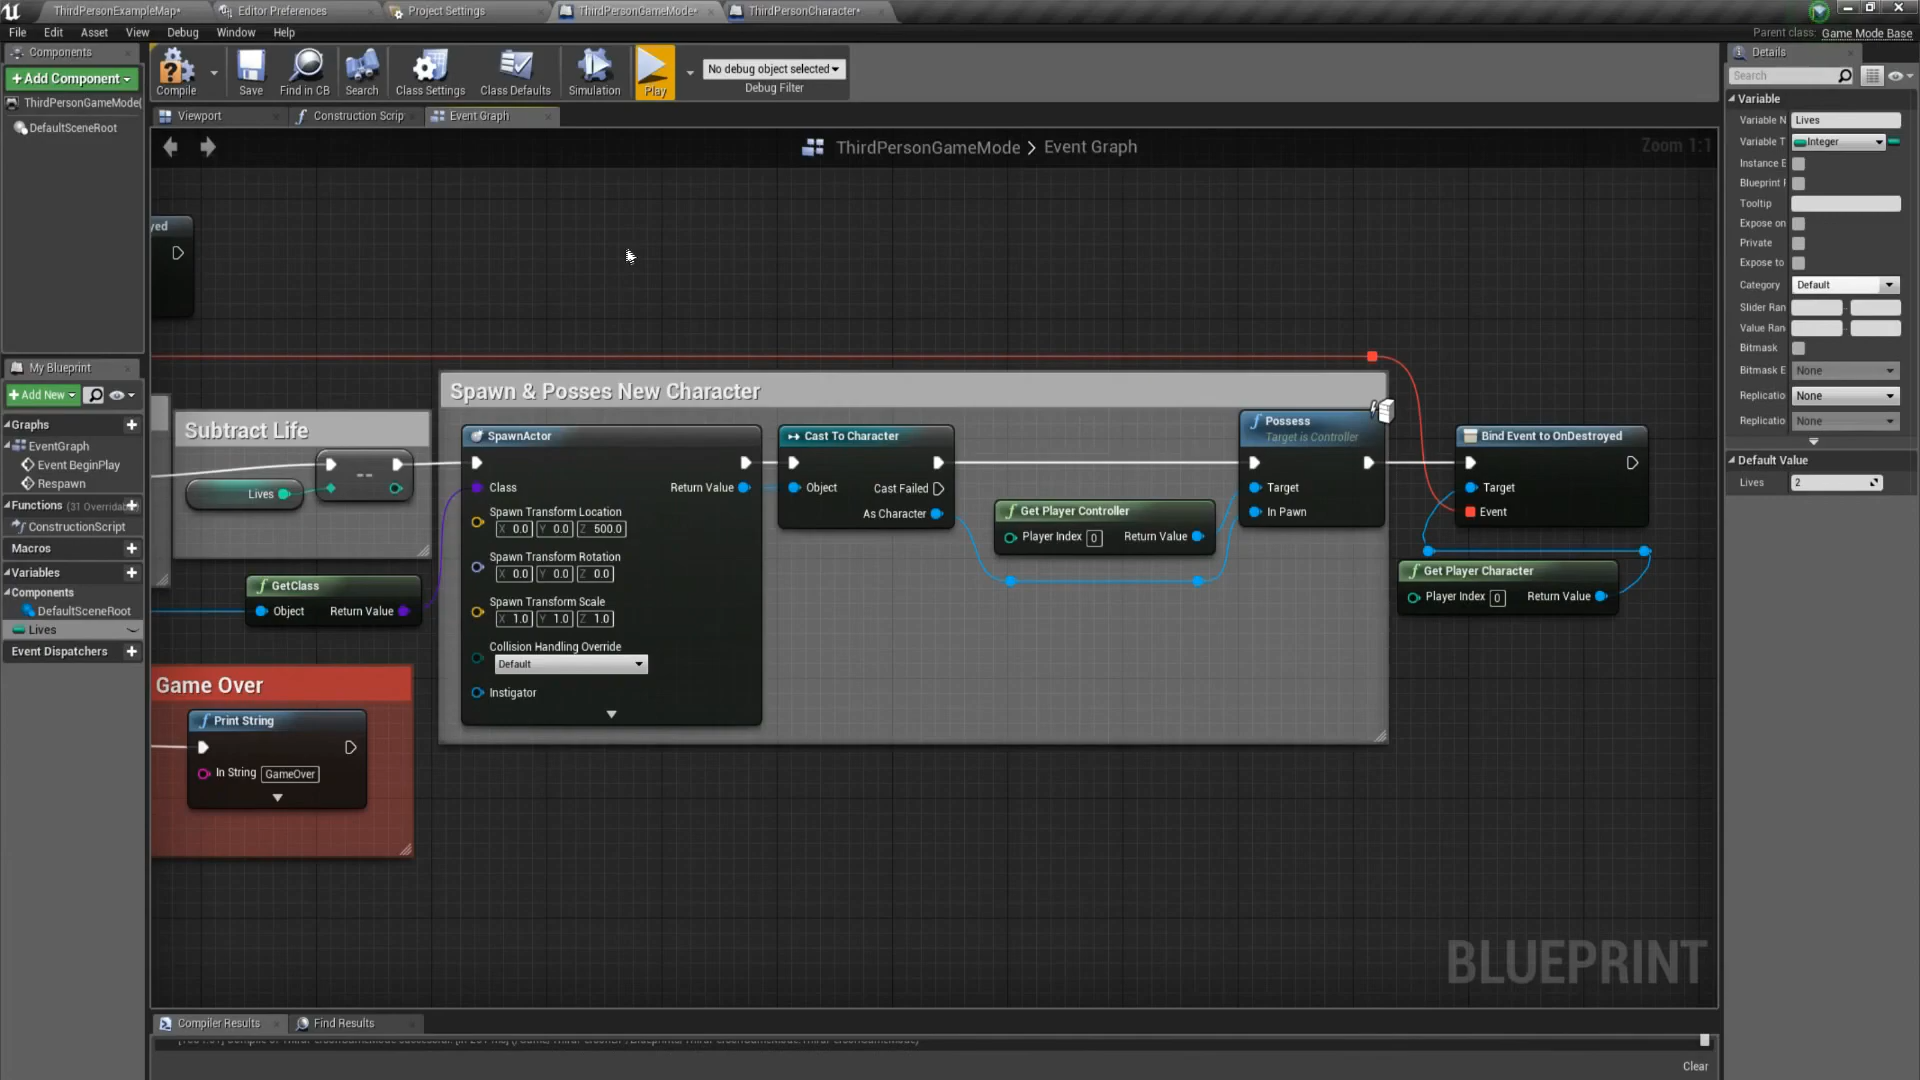 ThirdPersonExampleMap*
Editor Preferences
Project Settings
ThirdPersonGameMode*
ThirdPersonCharacter*
File
Edit
Asset
View
Debug
Window
Help
Parent class:
Game Mode Base
Components
+Add Component
ThirdPersonGameMode(
DefaultSceneRoot
Compile
Save
Find in CB
Search
Class Settings
Class Defaults
Simulation
Play
No debug object selected
Debug Filter
Viewport
Construction Scrip
Event Graph
ThirdPersonGameMode > Event Graph
Zoom 1:1
My Blueprint
+Add New
Graphs
EventGraph
Event BeginPlay
Respawn
Functions (31 Overridab
ConstructionScript
Macros
Variables
Components
DefaultSceneRoot
Lives
Event Dispatchers
yed
Subtract Life
Lives
--
GetClass
Object
Return Value
Game Over
Print String
In String
GameOver
Spawn & Posses New Character
SpawnActor
Class
Return Value
Spawn Transform Location
X 0.0 Y 0.0 Z 500.0
Spawn Transform Rotation
X 0.0 Y 0.0 Z 0.0
Spawn Transform Scale
X 1.0 Y 1.0 Z 1.0
Collision Handling Override
Default
Instigator
Cast To Character
Object
Cast Failed
As Character
Get Player Controller
Player Index 0
Return Value
Possess
Target is Controller
Target
In Pawn
Bind Event to OnDestroyed
Target
Event
Get Player Character
Player Index 0
Return Value
BLUEPRINT
Compiler Results
Find Results
Clear
Details
Search
Variable
Variable N
Lives
Variable T
Integer
Instance E
Blueprint
Tooltip
Expose on
Private
Expose to
Category
Default
Slider Ran
Value Ran
Bitmask
Bitmask E
None
Replicatio
None
Replicatio
None
Default Value
Lives
2